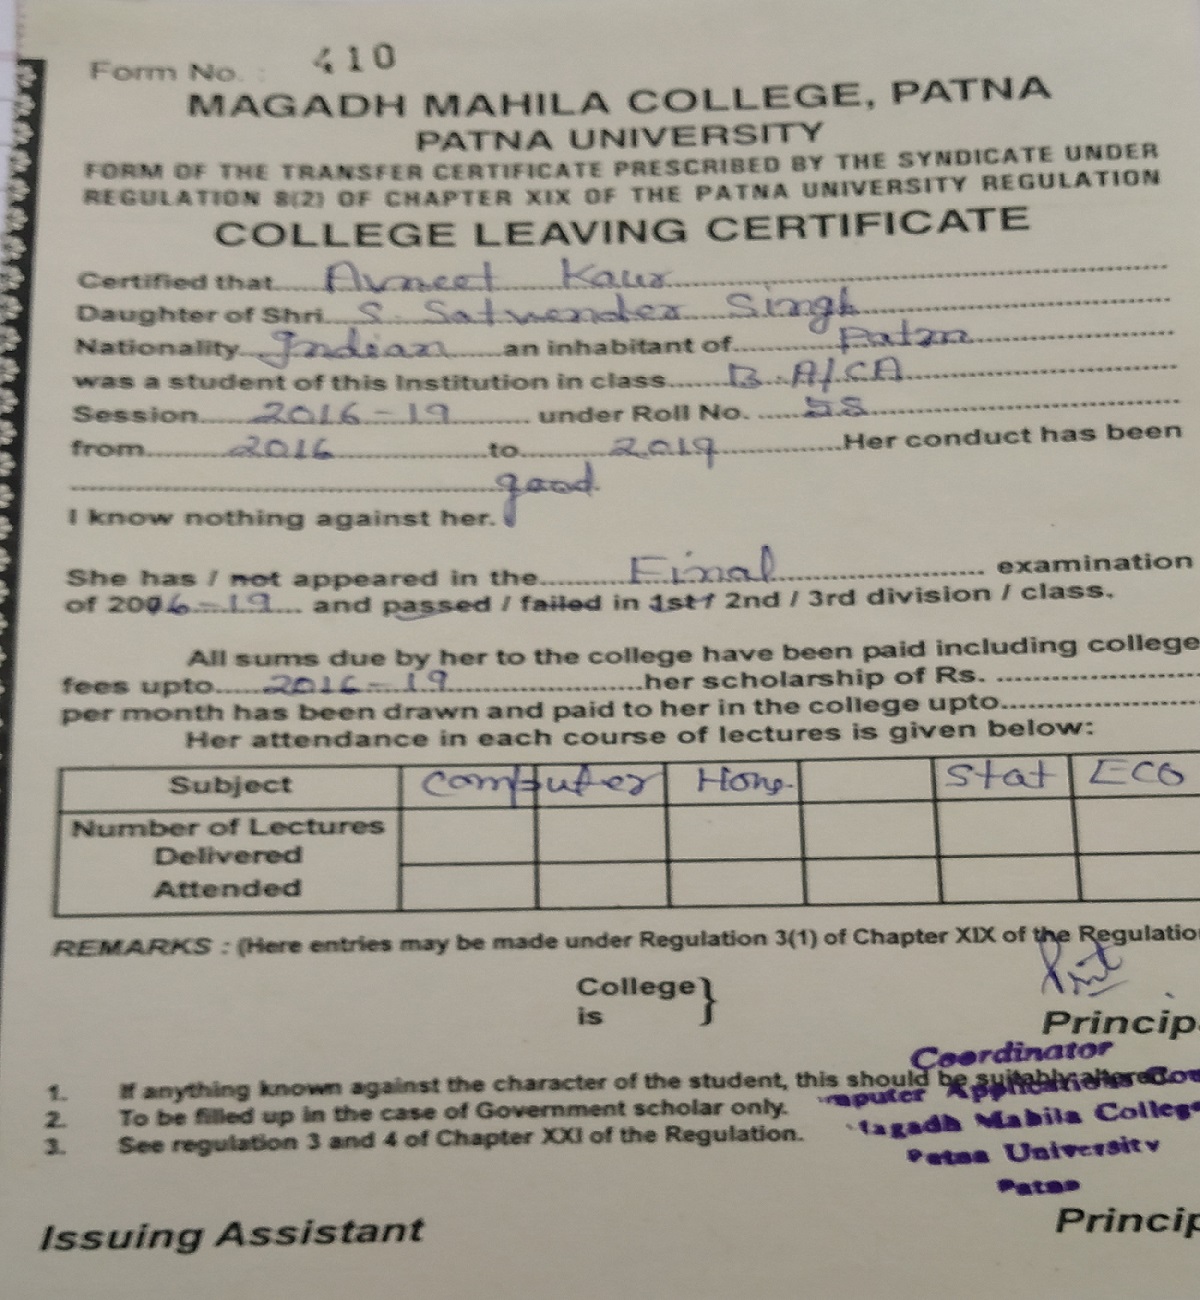 Form No. : 410
MAGADH MAHILA COLLEGE, PATNA
PATNA UNIVERSITY
FORM OF THE TRANSFER CERTIFICATE PRESCRIBED BY THE SYNDICATE UNDER
REGULATION 8(2) OF CHAPTER XIX OF THE PATNA UNIVERSITY REGULATION
COLLEGE LEAVING CERTIFICATE
Certified that Avneet Kaur
Daughter of Shri S. Satwender Singh
Nationality Indian an inhabitant of Patna
was a student of this Institution in class B.A/CA
Session 2016-19 under Roll No. 58
from 2016 to 2019 Her conduct has been
good
I know nothing against her.
She has / not appeared in the Final examination
of 2016-19 and passed / failed in 1st / 2nd / 3rd division / class.
All sums due by her to the college have been paid including college
fees upto 2016-19 her scholarship of Rs.
per month has been drawn and paid to her in the college upto
Her attendance in each course of lectures is given below:
Subject Computer Hons. Stat ECO
Number of Lectures
Delivered
Attended
REMARKS : (Here entries may be made under Regulation 3(1) of Chapter XIX of the Regulatio
College }
is
Princip
Coordinator
1. If anything known against the character of the student, this should be suitably altered.
mputer Applications Cou
2. To be filled up in the case of Government scholar only.
Magadh Mahila College
3. See regulation 3 and 4 of Chapter XXI of the Regulation.
Patna University
Patna
Issuing Assistant Princip